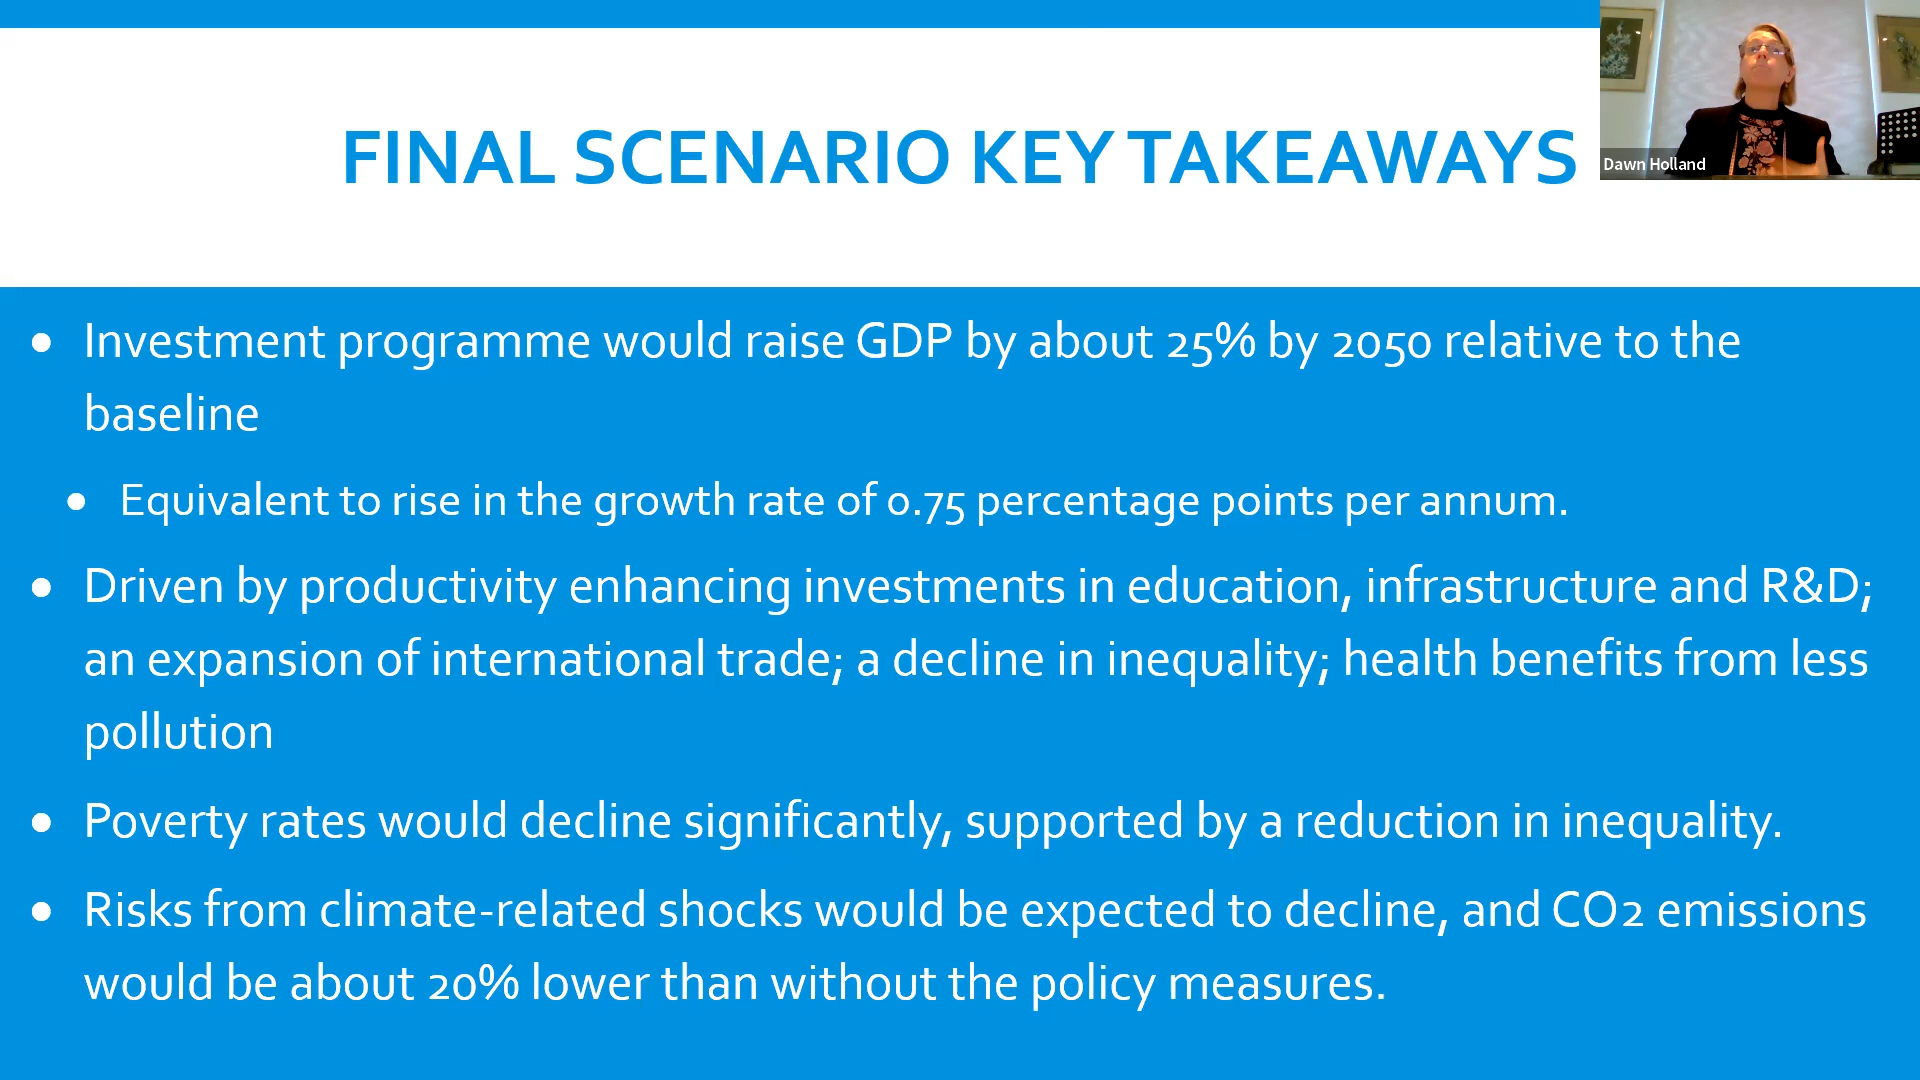 FINAL SCENARIO KEY TAKEAWAYS
Dawn Holland
• Investment programme would raise GDP by about 25% by 2050 relative to the
baseline
• Equivalent to rise in the growth rate of 0.75 percentage points per annum.
• Driven by productivity enhancing investments in education, infrastructure and R&D;
an expansion of international trade; a decline in inequality; health benefits from less
pollution
• Poverty rates would decline significantly, supported by a reduction in inequality.
• Risks from climate-related shocks would be expected to decline, and CO2 emissions
would be about 20% lower than without the policy measures.